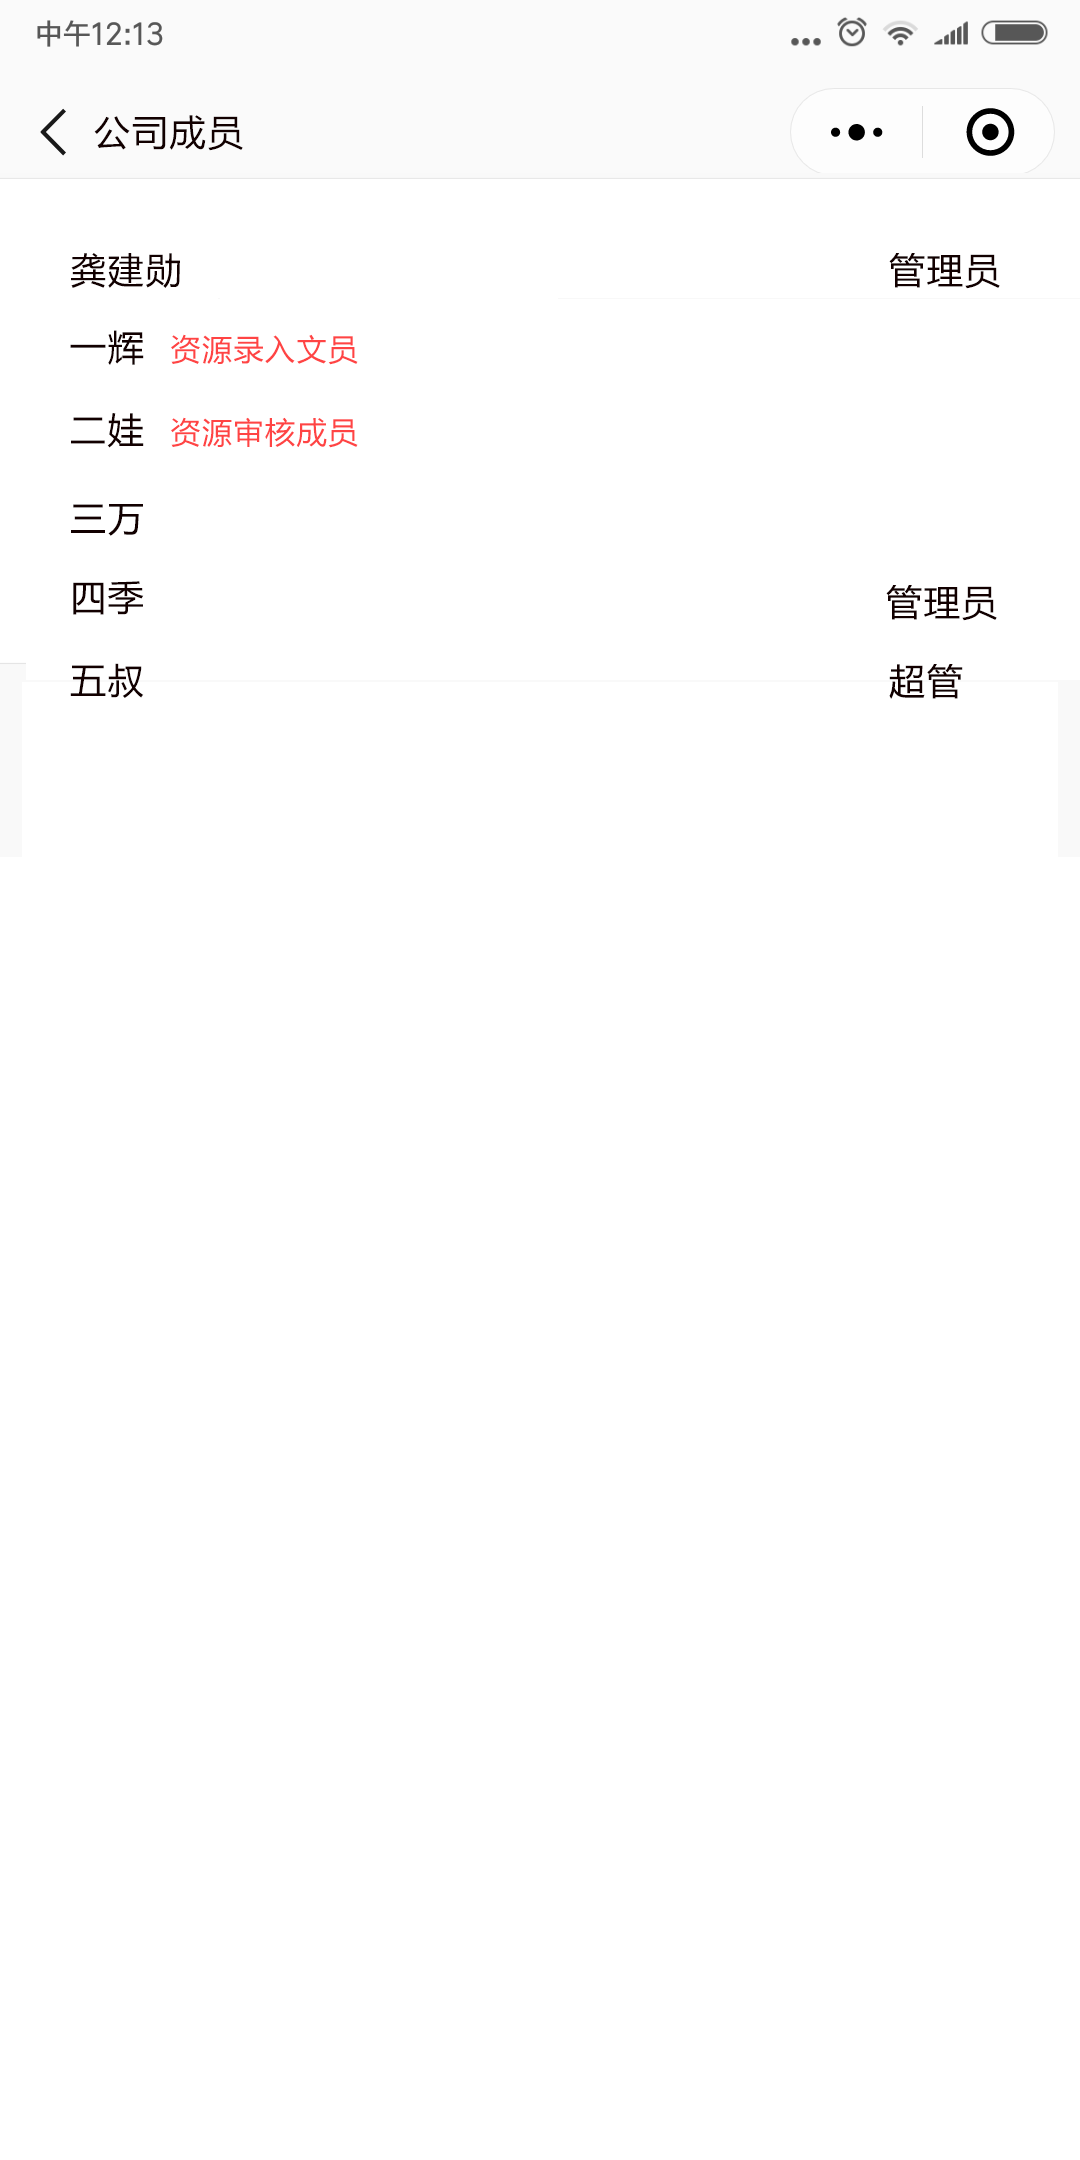 中午12:13
公司成员
龚建勋 管理员
一辉 资源录入文员
二娃 资源审核成员
三万
四季 管理员
五叔 超管